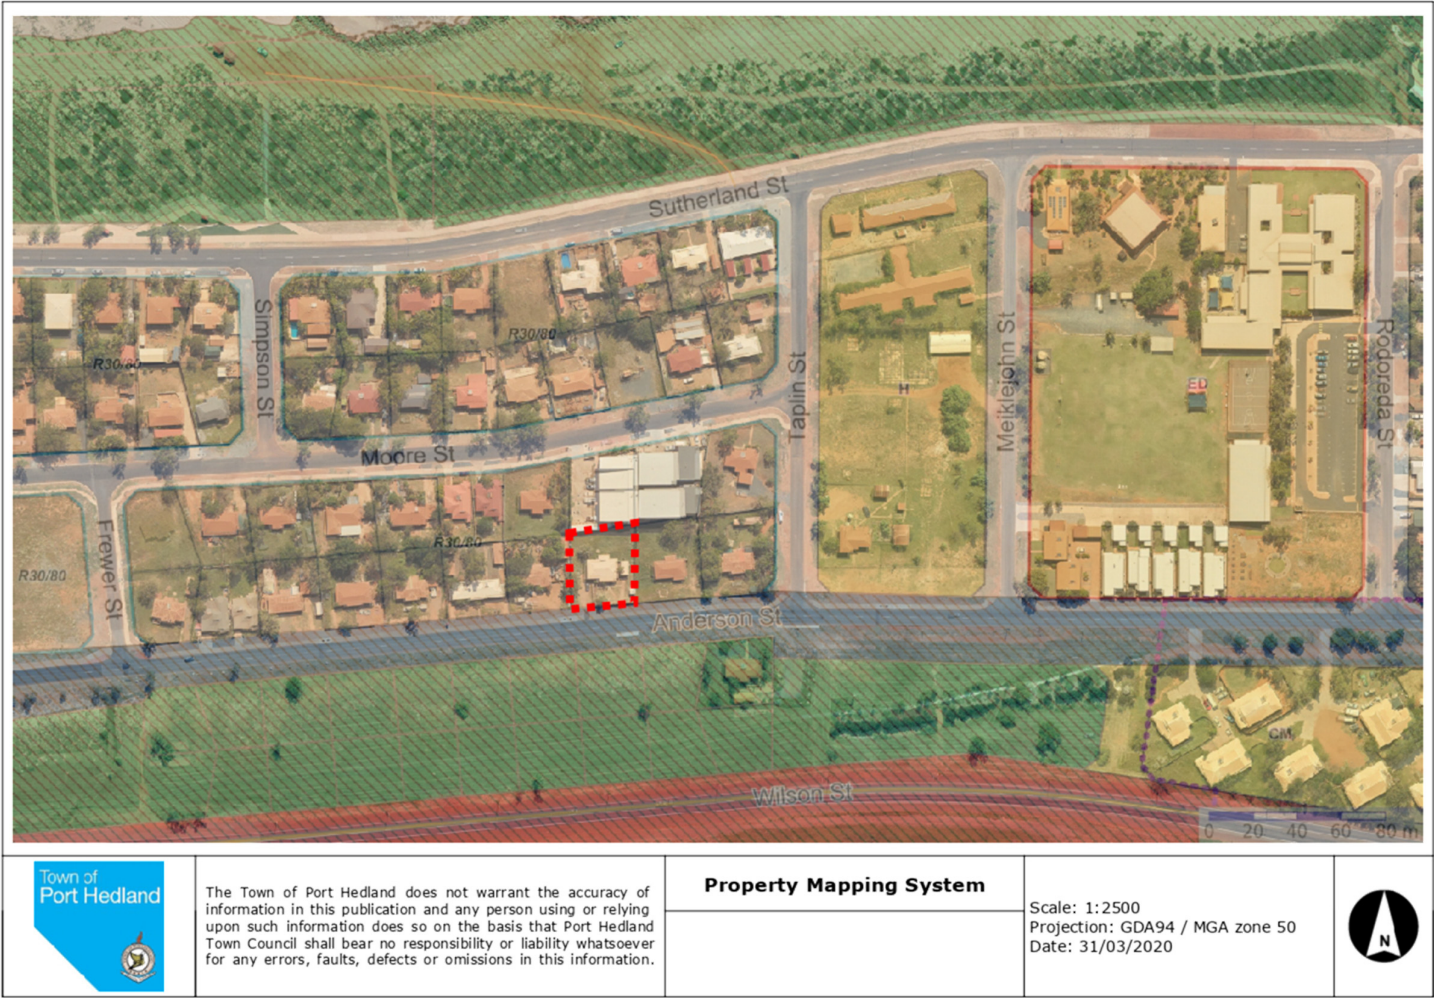 Sutherland St
R30/80
R30/80
Simpson St
Taplin St
Meiklejohn St
Rodoreda St
H
ED
Moore St
R30/80
R30/80
Frewer St
Anderson St
CM
Wilson St
0 20 40 60 80 m
Town of
Port Hedland
The Town of Port Hedland does not warrant the accuracy of
information in this publication and any person using or relying
upon such information does so on the basis that Port Hedland
Town Council shall bear no responsibility or liability whatsoever
for any errors, faults, defects or omissions in this information.
Property Mapping System
Scale: 1:2500
Projection: GDA94 / MGA zone 50
Date: 31/03/2020
N